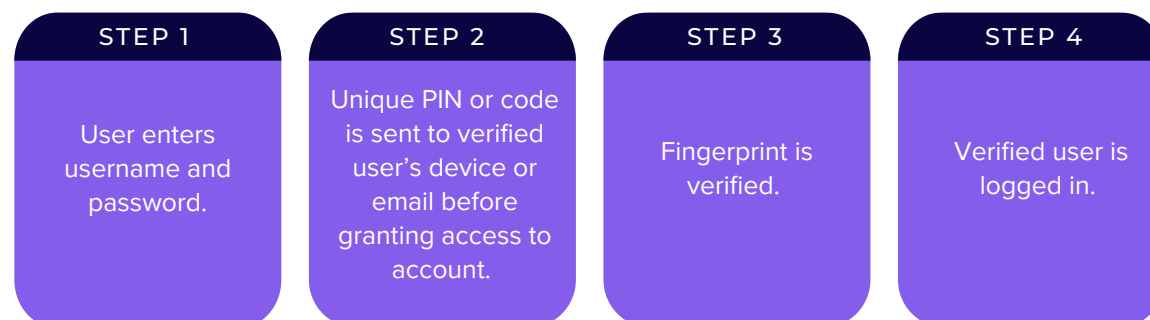 STEP 1
User enters
username and
password.
STEP 2
Unique PIN or code
is sent to verified
user’s device or
email before
granting access to
account.
STEP 3
Fingerprint is
verified.
STEP 4
Verified user is
logged in.